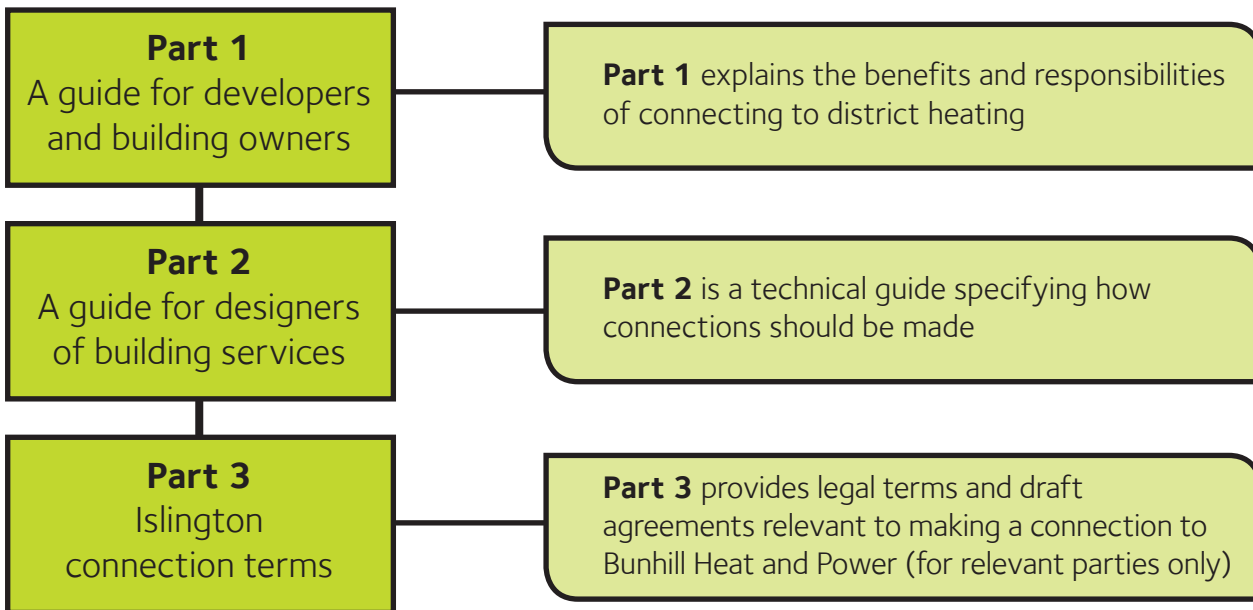 Part 1
A guide for developers
and building owners
Part 1 explains the benefits and responsibilities
of connecting to district heating
Part 2
A guide for designers
of building services
Part 2 is a technical guide specifying how
connections should be made
Part 3
Islington
connection terms
Part 3 provides legal terms and draft
agreements relevant to making a connection to
Bunhill Heat and Power (for relevant parties only)